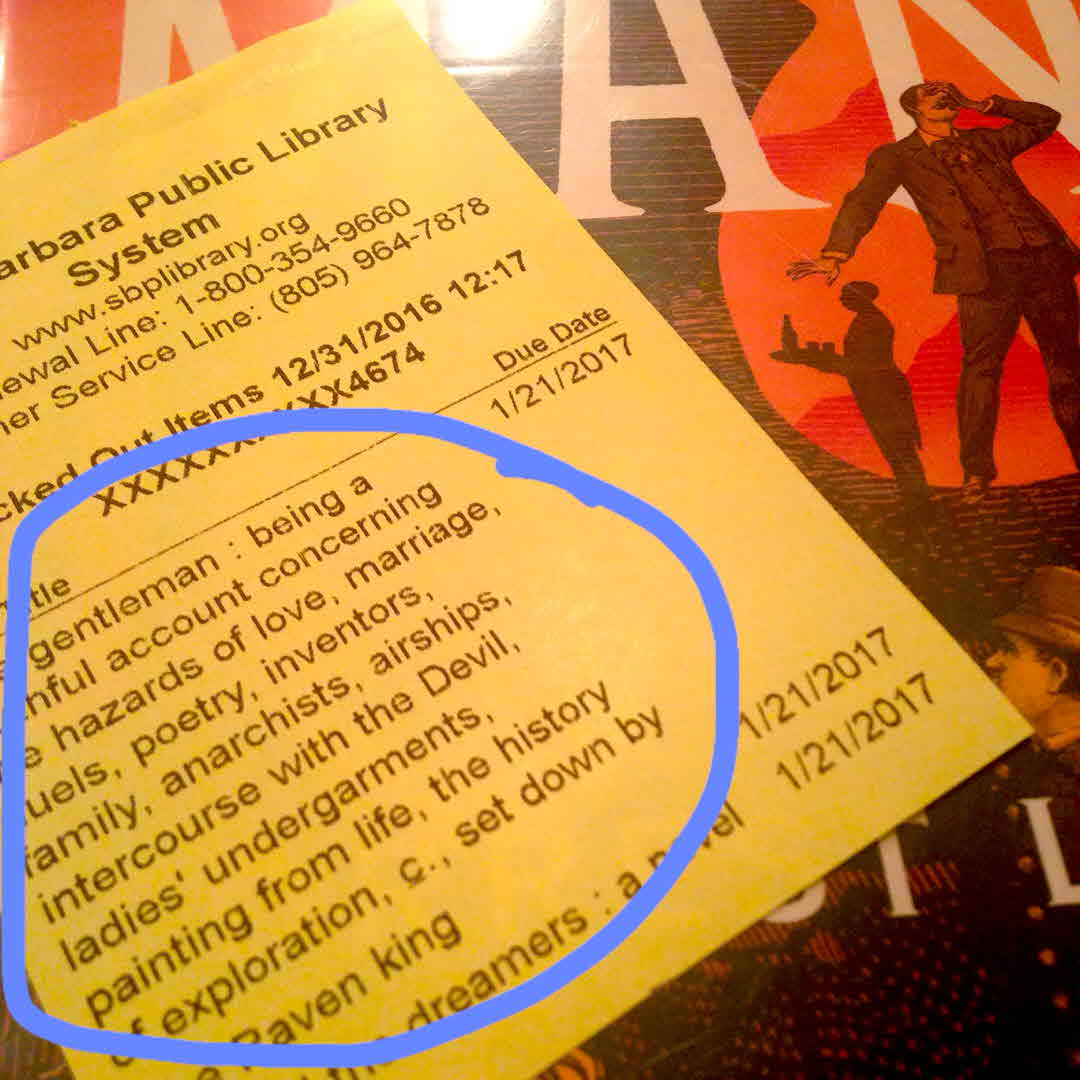 AN
arbara Public Library
System
www.sbplibrary.org
ewal Line: 1-800-354-9660
er Service Line: (805) 964-7878
cked Out Items 12/31/2016 12:17
4674
tle Due Date
gentleman : being a 1/21/2017
hful account concerning
e hazards of love, marriage,
uels, poetry, inventors,
family, anarchists, airships,
intercourse with the Devil,
ladies' undergarments,
painting from life, the history
of exploration, ç., set down by
Raven king 1/21/2017
dreamers : a novel 1/21/2017
ST L